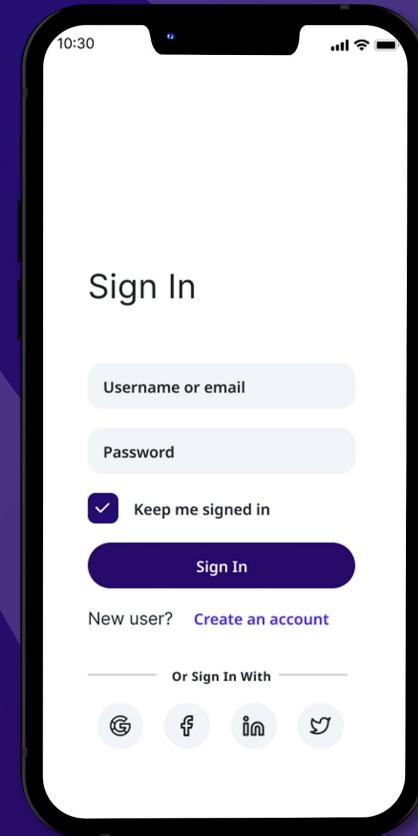 10:30
Sign In
Username or email
Password
Keep me signed in
Sign In
New user? Create an account
Or Sign In With